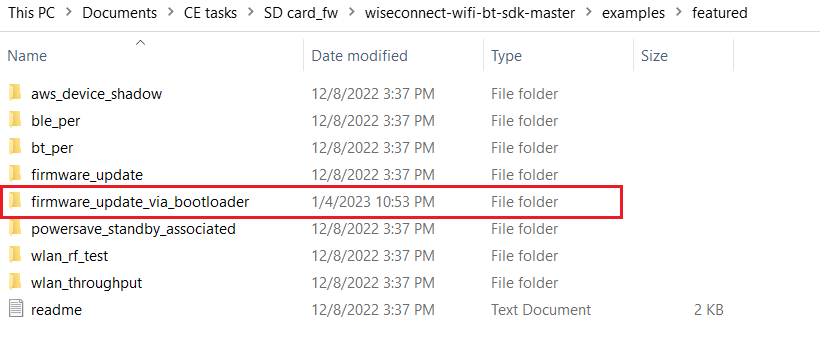 This PC > Documents > CE tasks > SD card_fw > wiseconnect-wifi-bt-sdk-master > examples > featured
Name Date modified Type Size
aws_device_shadow 12/8/2022 3:37 PM File folder
ble_per 12/8/2022 3:37 PM File folder
bt_per 12/8/2022 3:37 PM File folder
firmware_update 12/8/2022 3:37 PM File folder
firmware_update_via_bootloader 1/4/2023 10:53 PM File folder
powersave_standby_associated 12/8/2022 3:37 PM File folder
wlan_rf_test 12/8/2022 3:37 PM File folder
wlan_throughput 12/8/2022 3:37 PM File folder
readme 12/8/2022 3:37 PM Text Document 2 KB